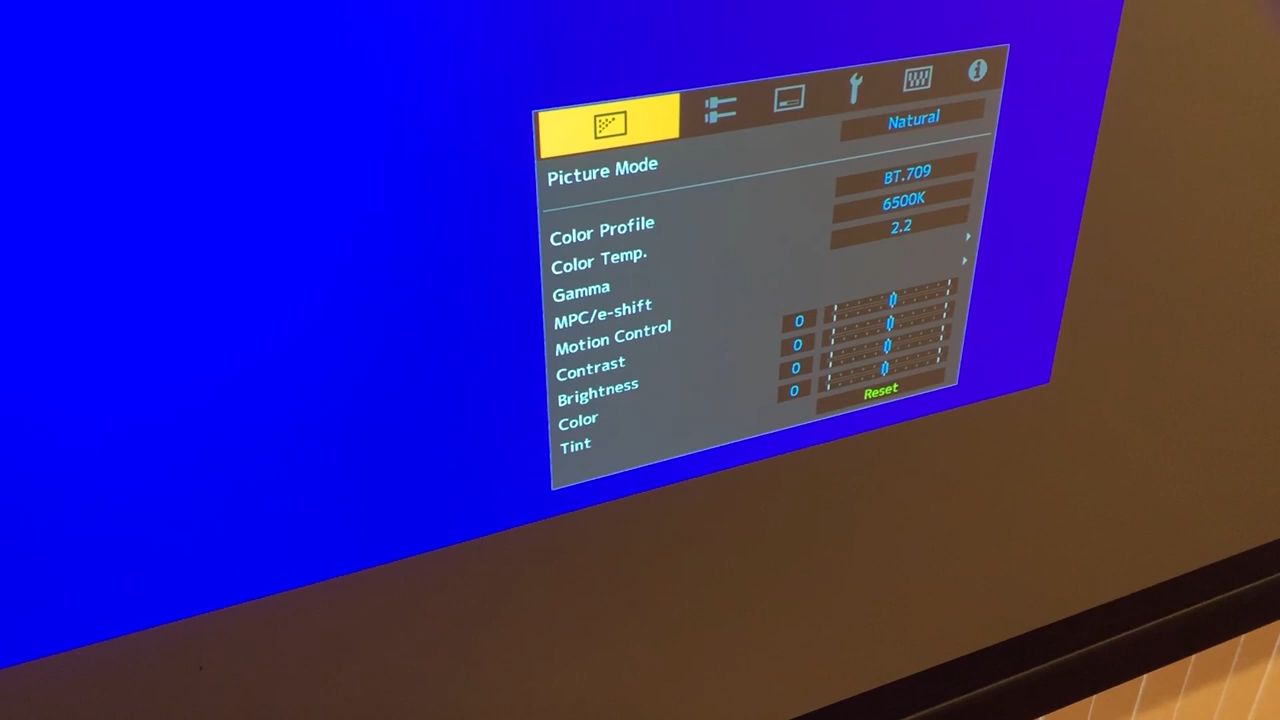 Picture Mode Natural
Color Profile BT.709
Color Temp. 6500K
Gamma 2.2
MPC/e-shift
Motion Control
Contrast 0
Brightness 0
Color 0
Tint 0
Reset